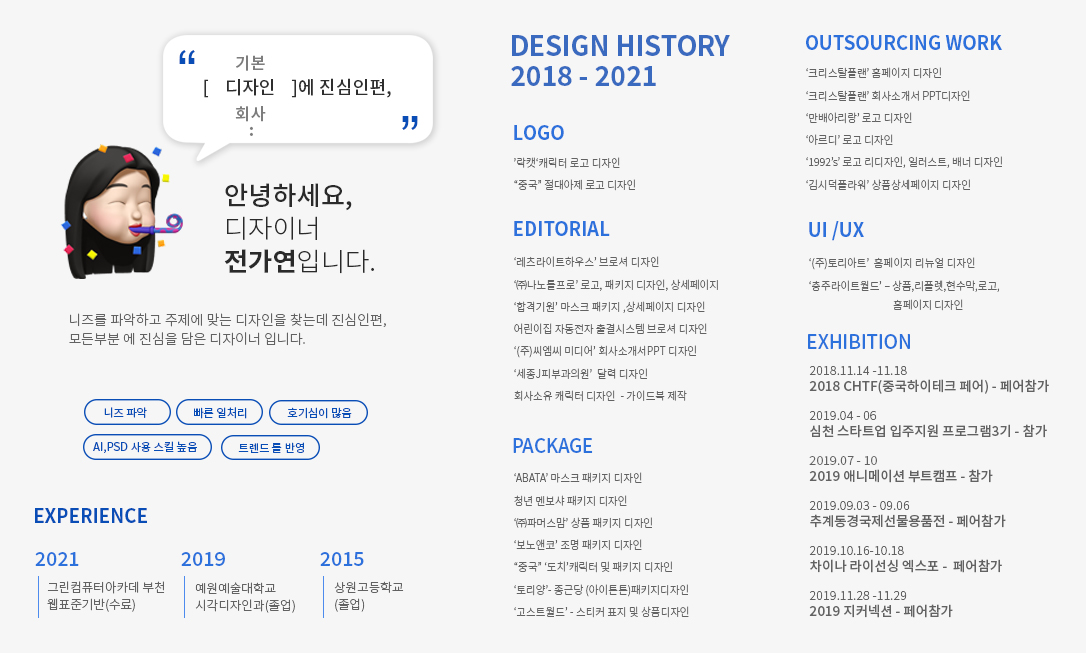 “
기본
[ 디자인 ]에 진심인편,
회사
:
”
안녕하세요,
디자이너
전가연입니다.
니즈를 파악하고 주제에 맞는 디자인을 찾는데 진심인편,
모든부분 에 진심을 담은 디자이너 입니다.
니즈 파악
빠른 일처리
호기심이 많음
AI,PSD 사용 스킬 높음
트렌드 를 반영
EXPERIENCE
2021
그린컴퓨터아카데 부천
웹표준기반(수료)
2019
예원예술대학교
시각디자인과(졸업)
2015
상원고등학교
(졸업)
DESIGN HISTORY
2018 - 2021
LOGO
'락캣'캐릭터 로고 디자인
“중국” 절대아제 로고 디자인
EDITORIAL
‘레츠라이트하우스’ 브로셔 디자인
‘㈜나노톨프로’ 로고, 패키지 디자인, 상세페이지
‘합격기원’ 마스크 패키지 ,상세페이지 디자인
어린이집 자동전자 출결시스템 브로셔 디자인
‘(주)씨엠씨 미디어’ 회사소개서PPT 디자인
‘세종J피부과의원’ 달력 디자인
회사소유 캐릭터 디자인 - 가이드북 제작
PACKAGE
‘ABATA’ 마스크 패키지 디자인
청년 멘보샤 패키지 디자인
‘㈜파머스맘’ 상품 패키지 디자인
‘보노앤코’ 조명 패키지 디자인
“중국” ‘도치’캐릭터 및 패키지 디자인
‘토리양’- 종근당 (아이튼튼)패키지디자인
‘고스트월드’ - 스티커 표지 및 상품디자인
OUTSOURCING WORK
‘크리스탈플랜’ 홈페이지 디자인
‘크리스탈플랜’ 회사소개서 PPT디자인
‘만배아리랑’ 로고 디자인
‘아르디’ 로고 디자인
‘1992’s’ 로고 리디자인, 일러스트, 배너 디자인
‘김시덕플라워’ 상품상세페이지 디자인
UI /UX
‘(주)토리아트’ 홈페이지 리뉴얼 디자인
‘충주라이트월드’ – 상품,리플렛,현수막,로고,
홈페이지 디자인
EXHIBITION
2018.11.14 -11.18
2018 CHTF(중국하이테크 페어) - 페어참가
2019.04 - 06
심천 스타트업 입주지원 프로그램3기 - 참가
2019.07 - 10
2019 애니메이션 부트캠프 - 참가
2019.09.03 - 09.06
추계동경국제선물용품전 - 페어참가
2019.10.16-10.18
차이나 라이선싱 엑스포 - 페어참가
2019.11.28 -11.29
2019 지커넥션 - 페어참가